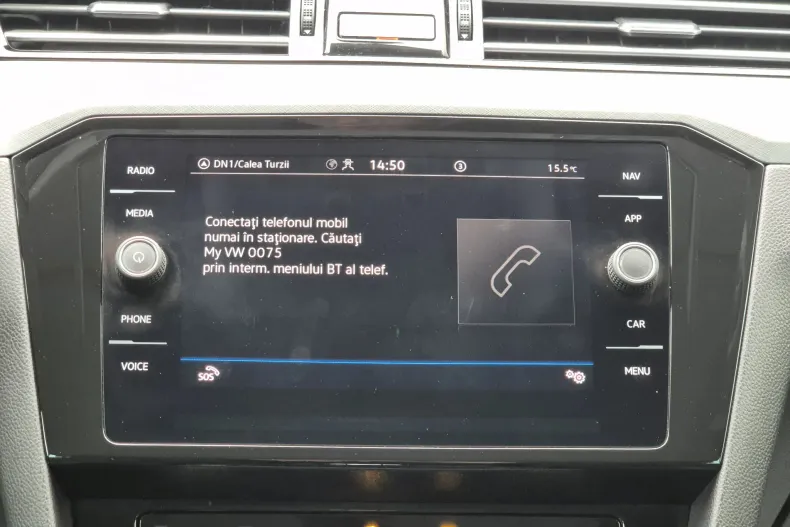 RADIO
MEDIA
PHONE
VOICE
DN1/Calea Turzii
14:50
3
15.5°C
Conectaţi telefonul mobil
numai în staţionare. Căutaţi
My VW 0075
prin interm. meniului BT al telef.
SOS
NAV
APP
CAR
MENU